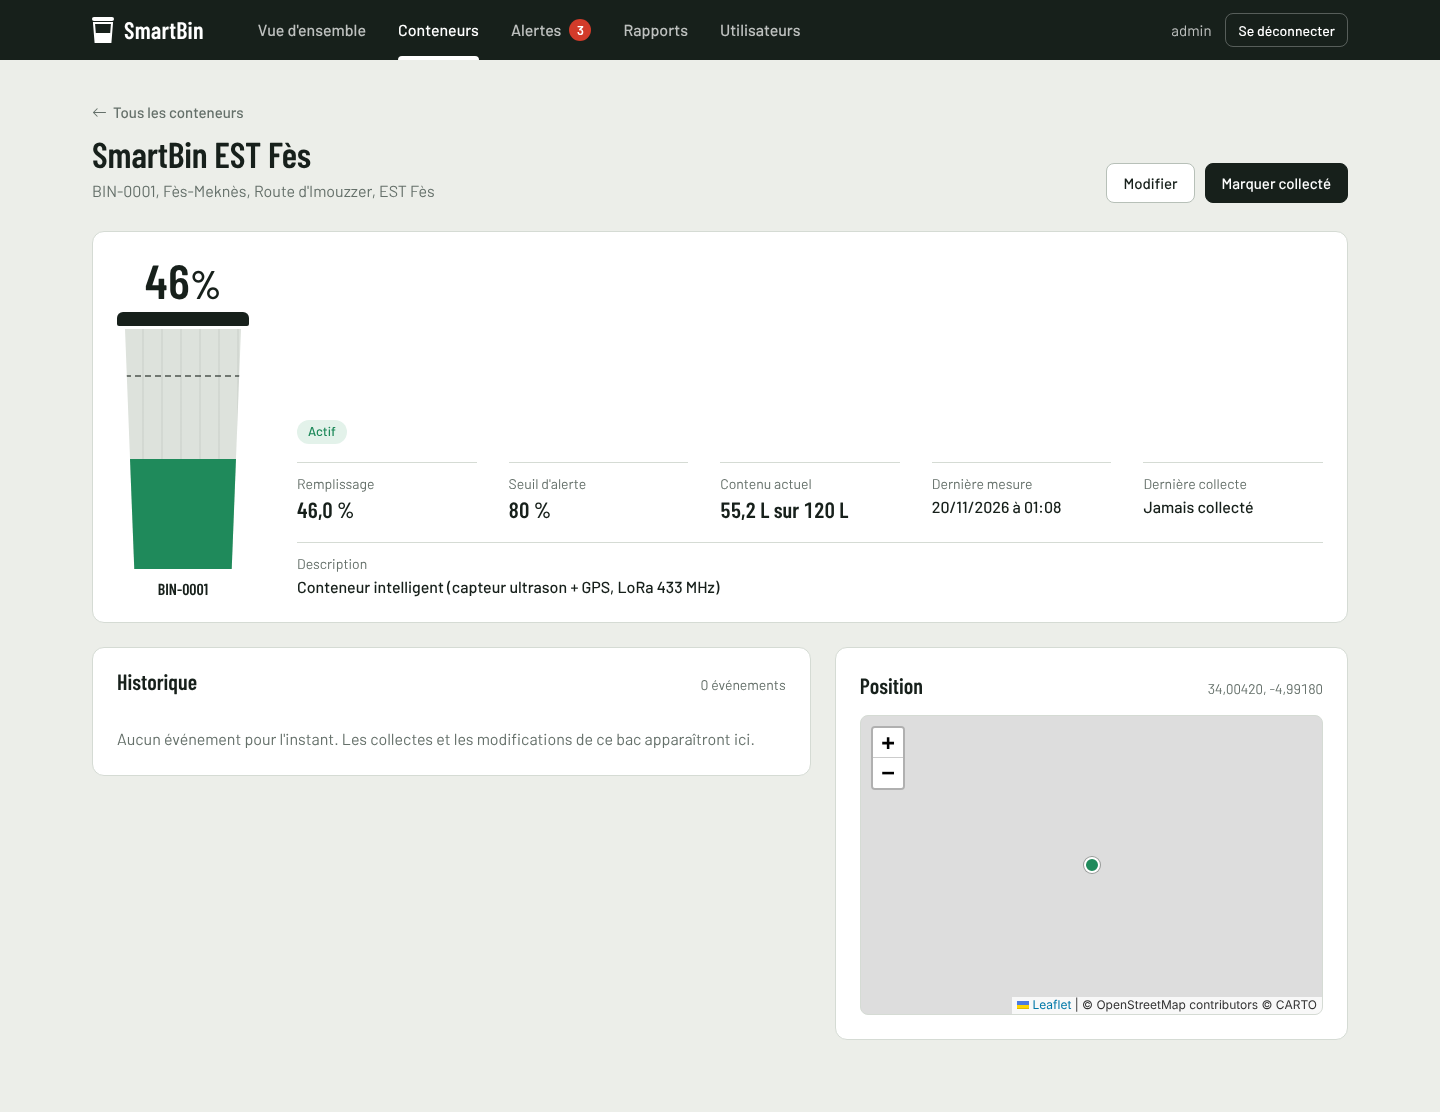 SmartBin
Vue d'ensemble
Conteneurs
Alertes 3
Rapports
Utilisateurs
admin
Se déconnecter
← Tous les conteneurs
SmartBin EST Fès
BIN-0001, Fès-Meknès, Route d'Imouzzer, EST Fès
Modifier
Marquer collecté
46%
BIN-0001
Actif
Remplissage
46,0 %
Seuil d'alerte
80 %
Contenu actuel
55,2 L sur 120 L
Dernière mesure
20/11/2026 à 01:08
Dernière collecte
Jamais collecté
Description
Conteneur intelligent (capteur ultrason + GPS, LoRa 433 MHz)
Historique
0 événements
Aucun événement pour l'instant. Les collectes et les modifications de ce bac apparaîtront ici.
Position
34,00420, -4,99180
+
−
Leaflet | © OpenStreetMap contributors © CARTO